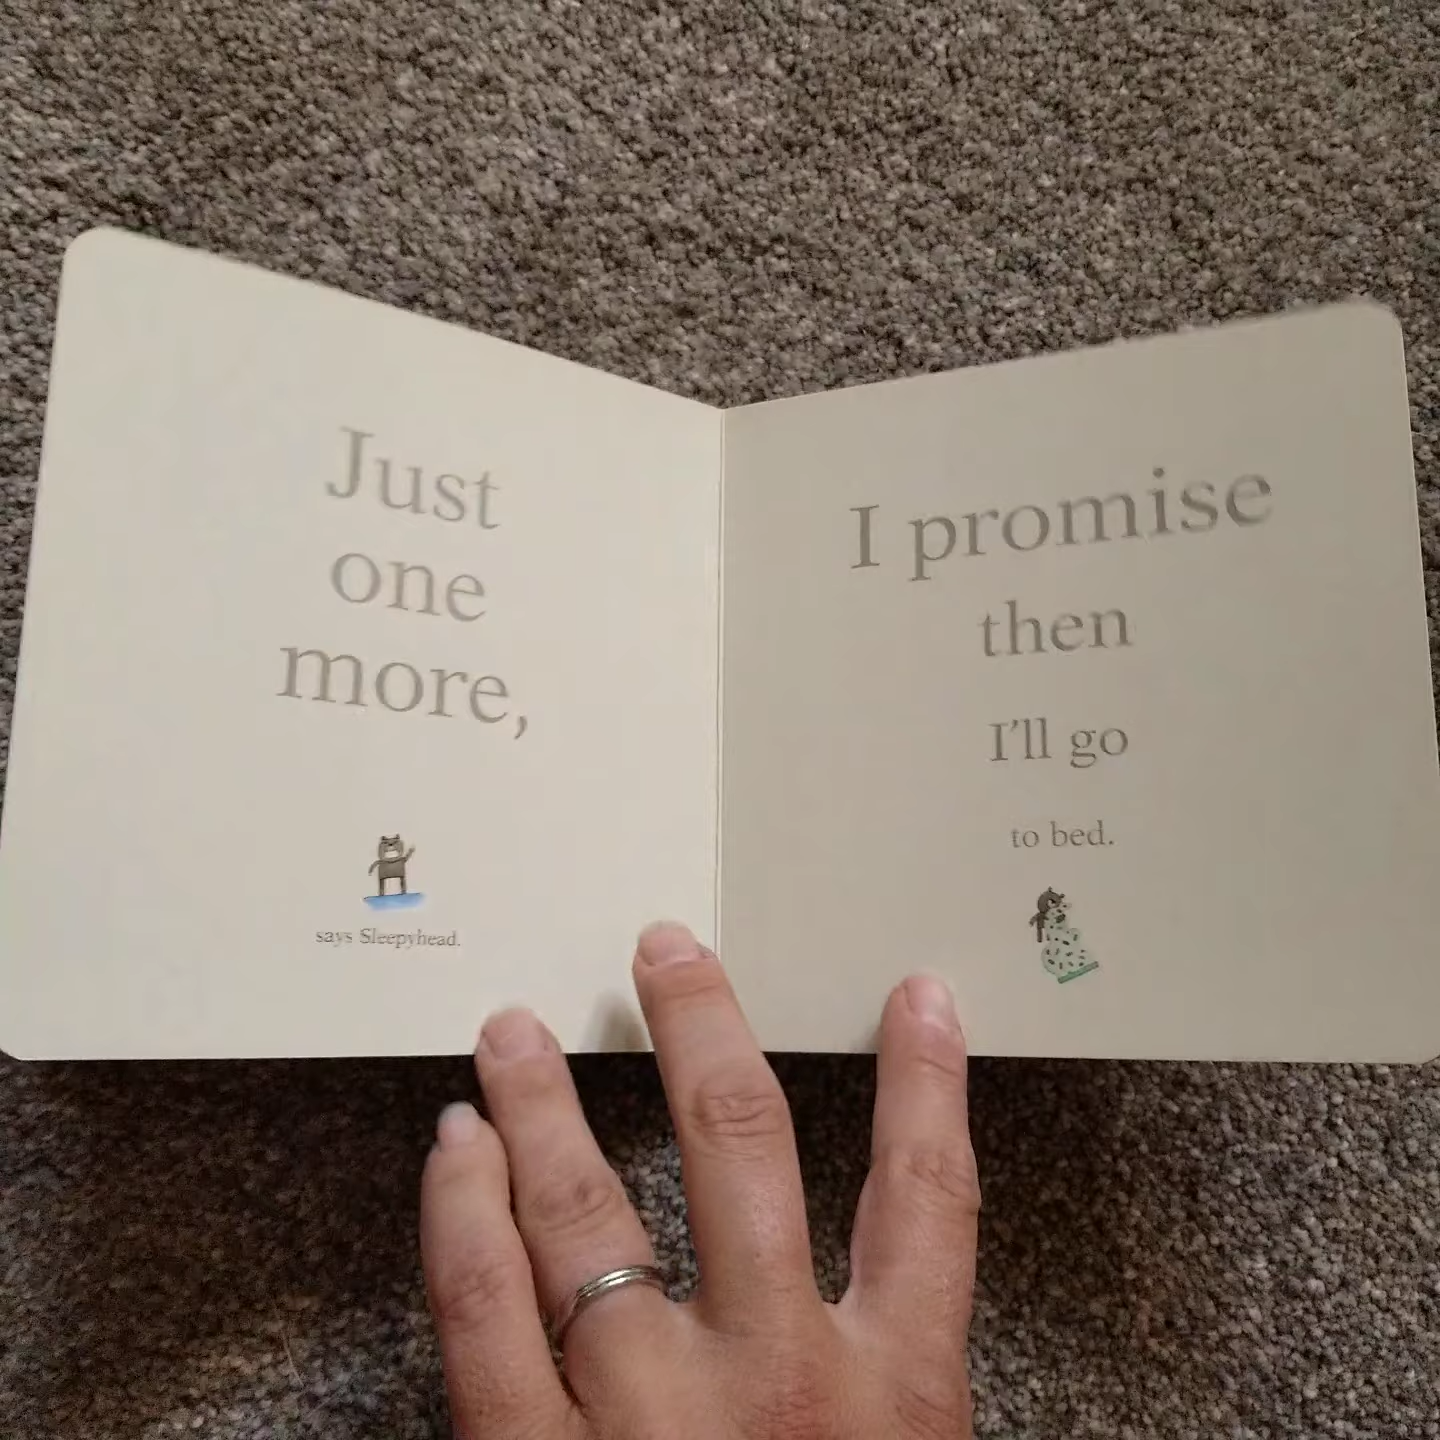 Just
one
more,
says Sleepyhead.
I promise
then
I'll go
to bed.